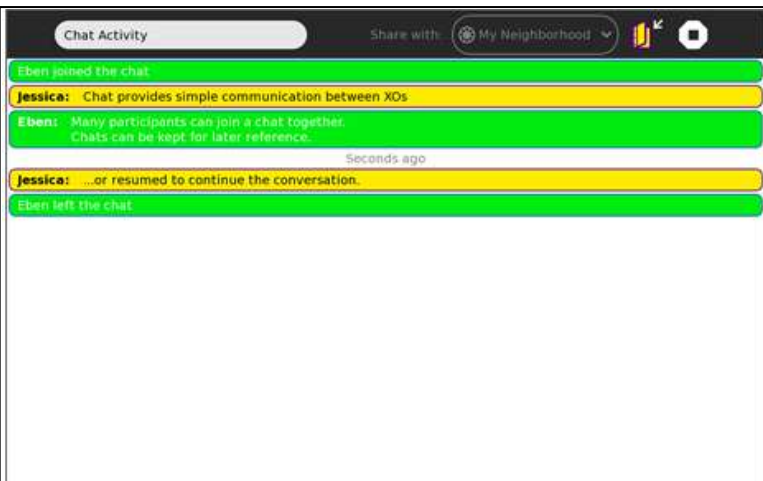 Chat Activity Share with: My Neighborhood
Eben joined the chat
Jessica: Chat provides simple communication between XOs
Eben: Many participants can join a chat together.
Chats can be kept for later reference.
Seconds ago
Jessica: ...or resumed to continue the conversation.
Eben left the chat